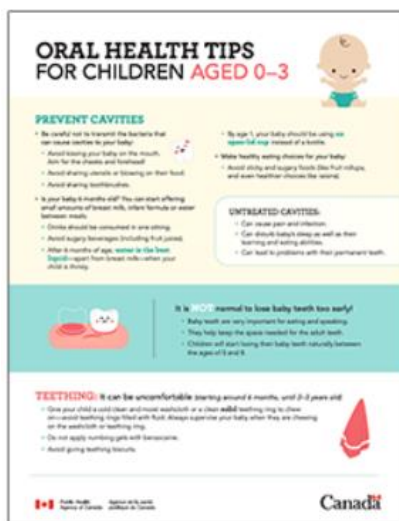 ORAL HEALTH TIPS
FOR CHILDREN AGED 0–3
PREVENT CAVITIES
• Be careful not to transmit the bacteria that
can cause cavities to your baby:
• Avoid kissing your baby on the mouth.
Aim for the cheeks and forehead!
• Avoid sharing utensils or blowing on their food.
• Avoid sharing toothbrushes.
• Is your baby 6 months old? You can start offering
small amounts of breast milk, infant formula or water
between meals.
• Drinks should be consumed in one sitting.
• Avoid sugary beverages (including fruit juices).
• After 6 months of age, water is the best
liquid—apart from breast milk—when your
child is thirsty.
• By age 1, your baby should be using an
open-lid cup instead of a bottle.
• Make healthy eating choices for your baby:
• Avoid sticky and sugary foods (like fruit rollups,
and even healthier choices like raisins).
UNTREATED CAVITIES:
• Can cause pain and infection.
• Can disturb baby's sleep as well as their
learning and eating abilities.
• Can lead to problems with their permanent teeth.
It is NOT normal to lose baby teeth too early!
• Baby teeth are very important for eating and speaking.
• They help keep the space needed for the adult teeth.
• Children will start losing their baby teeth naturally between
the ages of
TEETHING: It can be uncomfortable (starting around 6 months, until 2–3 years old)
• Give your child a cold clean and moist washcloth or a clean solid teething ring to chew
on—avoid teething rings filled with fluid. Always supervise your baby when they are chewing
on the washcloth or teething ring.
• Do not apply numbing gels with benzocaine.
• Avoid giving teething biscuits.
Public Health
Agency of Canada
Agence de la santé
publique du Canada
Canada